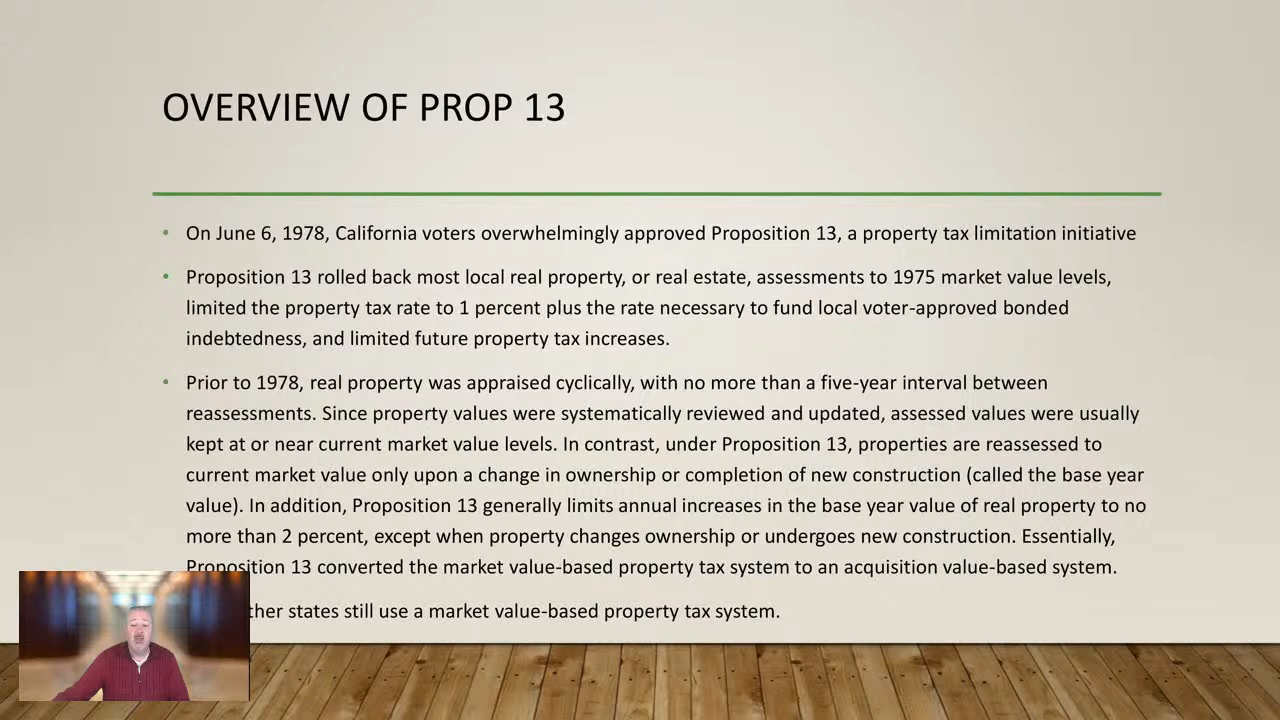 OVERVIEW OF PROP 13
• On June 6, 1978, California voters overwhelmingly approved Proposition 13, a property tax limitation initiative
• Proposition 13 rolled back most local real property, or real estate, assessments to 1975 market value levels,
limited the property tax rate to 1 percent plus the rate necessary to fund local voter-approved bonded
indebtedness, and limited future property tax increases.
• Prior to 1978, real property was appraised cyclically, with no more than a five-year interval between
reassessments. Since property values were systematically reviewed and updated, assessed values were usually
kept at or near current market value levels. In contrast, under Proposition 13, properties are reassessed to
current market value only upon a change in ownership or completion of new construction (called the base year
value). In addition, Proposition 13 generally limits annual increases in the base year value of real property to no
more than 2 percent, except when property changes ownership or undergoes new construction. Essentially,
Proposition 13 converted the market value-based property tax system to an acquisition value-based system.
states still use a market value-based property tax system.